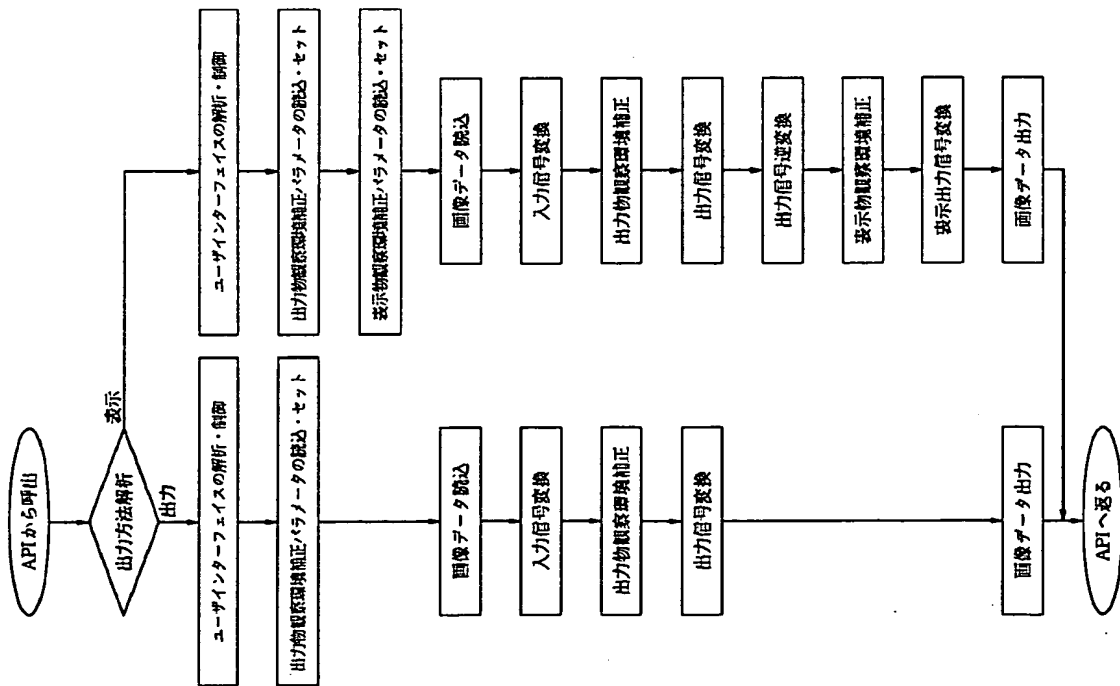 APIから呼出
出力方法解析
表示
出力
ユーザインターフェイスの解析・制御
出力物観察環境補正パラメータの読込・セット
画像データ読込
入力信号変換
出力物観察環境補正
出力信号変換
画像データ出力
ユーザインターフェイスの解析・制御
出力物観察環境補正パラメータの読込・セット
表示物観察環境補正パラメータの読込・セット
画像データ読込
入力信号変換
出力物観察環境補正
出力信号変換
出力信号逆変換
表示物観察環境補正
表示出力信号変換
画像データ出力
APIへ返る